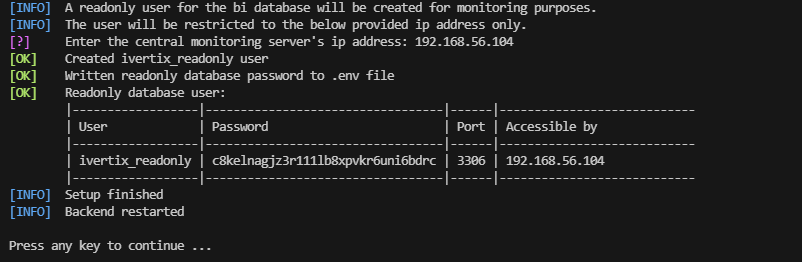 [INFO] A readonly user for the bi database will be created for monitoring purposes.
[INFO] The user will be restricted to the below provided ip address only.
[?] Enter the central monitoring server's ip address: 192.168.56.104
[OK] Created ivertix_readonly user
[OK] Written readonly database password to .env file
[OK] Readonly database user:
|------------------|--------------------------------|------|---------------------------
| User | Password | Port | Accessible by
|------------------|--------------------------------|------|---------------------------
| ivertix_readonly | c8kelnagjz3r111lb8xpvkr6uni6bdrc | 3306 | 192.168.56.104
|------------------|--------------------------------|------|---------------------------
[INFO] Setup finished
[INFO] Backend restarted
Press any key to continue ...